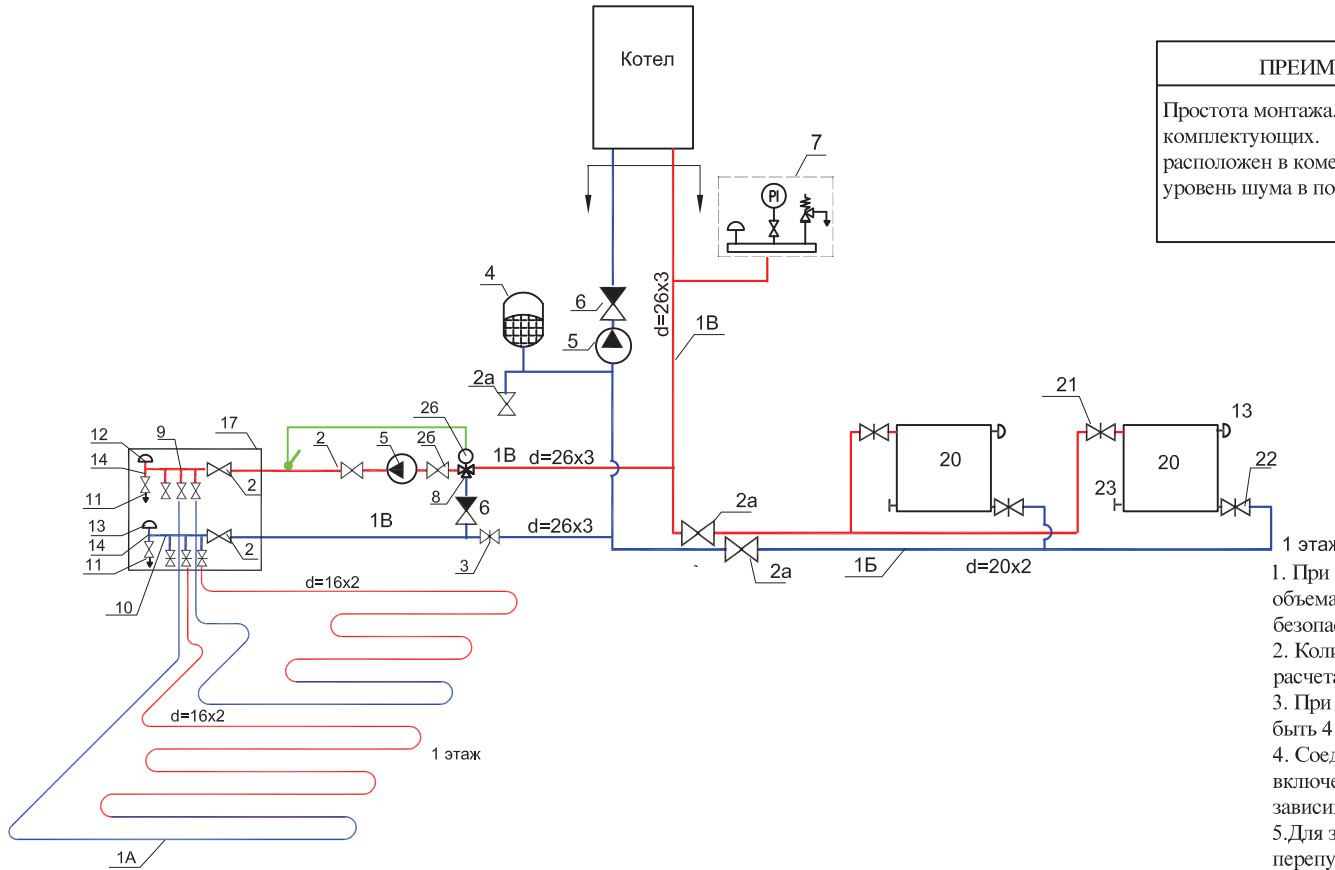 Котел
ПРЕИМ
Простота монтажа.
комплектующих.
расположен в коме
уровень шума в по
7
PI
4
6
5
d=26x3
1В
2а
26
2б
5
2
17
9
12
14
11
13
14
11
10
2
2
8
6
1В
d=26x3
1В
d=26x3
3
2а
2а
1Б
d=20x2
21
13
20
20
22
23
d=16x2
d=16x2
1 этаж
1А
1 этаж
1. При
объема
безопас
2. Коли
расчета
3. При
быть 4
4. Соед
включе
зависи
5.Для з
перепу